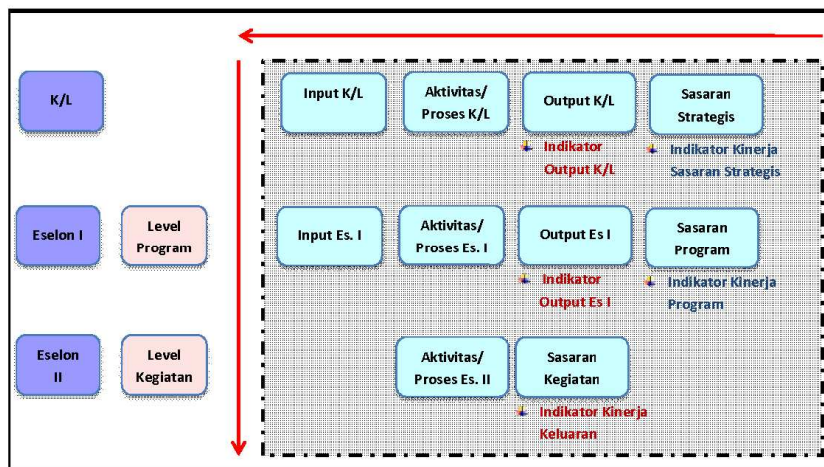 K/L
Input K/L
Aktivitas/
Proses K/L
Output K/L
Sasaran
Strategis
Indikator
Output K/L
Indikator Kinerja
Sasaran Strategis
Eselon I
Level
Program
Input Es. I
Aktivitas/
Proses Es. I
Output Es I
Sasaran
Program
Indikator
Output Es I
Indikator Kinerja
Program
Eselon
II
Level
Kegiatan
Aktivitas/
Proses Es. II
Sasaran
Kegiatan
Indikator Kinerja
Keluaran